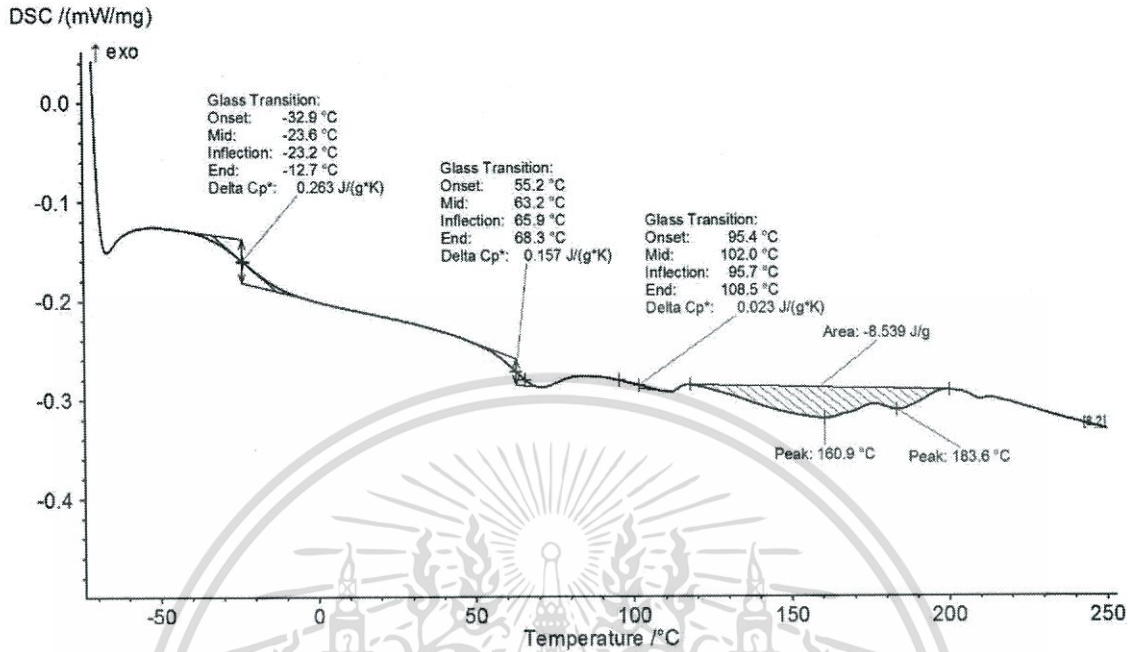 DSC /(mW/mg)
↑ exo
0.0
-0.1
-0.2
-0.3
-0.4
Glass Transition:
Onset: -32.9 °C
Mid: -23.6 °C
Inflection: -23.2 °C
End: -12.7 °C
Delta Cp*: 0.263 J/(g*K)
Glass Transition:
Onset: 55.2 °C
Mid: 63.2 °C
Inflection: 65.9 °C
End: 68.3 °C
Delta Cp*: 0.157 J/(g*K)
Glass Transition:
Onset: 95.4 °C
Mid: 102.0 °C
Inflection: 95.7 °C
End: 108.5 °C
Delta Cp*: 0.023 J/(g*K)
Area: -8.539 J/g
[8.2]
Peak: 160.9 °C
Peak: 183.6 °C
-50 0 50 100 150 200 250
Temperature /°C